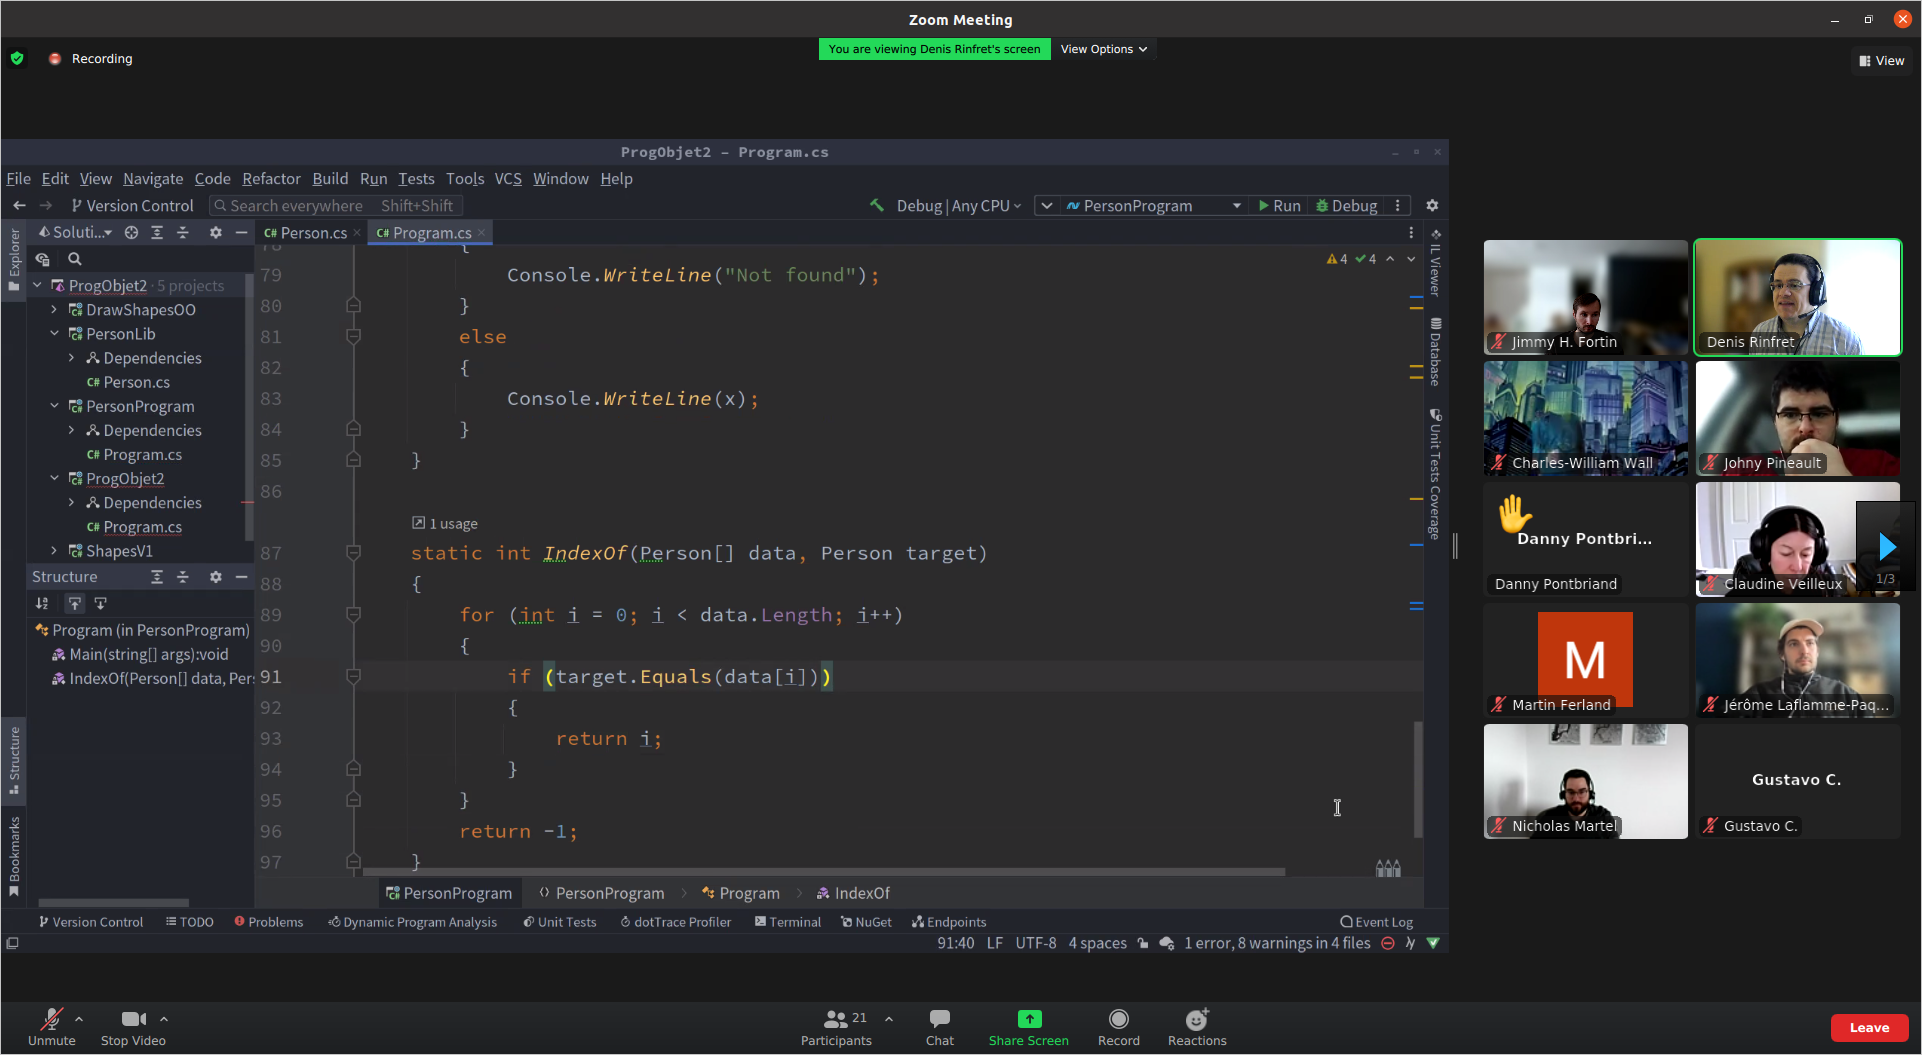 Zoom Meeting
Recording
You are viewing Denis Rinfret's screen
View Options
View
ProgObjet2 – Program.cs
File Edit View Navigate Code Refactor Build Run Tests Tools VCS Window Help
Version Control
Search everywhere Shift+Shift
Debug | Any CPU
PersonProgram
Run
Debug
Explorer
Soluti...
C# Person.cs
C# Program.cs
ProgObjet2 · 5 projects
DrawShapesOO
PersonLib
Dependencies
C# Person.cs
PersonProgram
Dependencies
C# Program.cs
ProgObjet2
Dependencies
C# Program.cs
ShapesV1
Structure
Program (in PersonProgram)
Main(string[] args):void
IndexOf(Person[] data, Per
Structure
Bookmarks
4 4
78 {
79 Console.WriteLine("Not found");
80 }
81 else
82 {
83 Console.WriteLine(x);
84 }
85 }
86
1 usage
87 static int IndexOf(Person[] data, Person target)
88 {
89 for (int i = 0; i < data.Length; i++)
90 {
91 if (target.Equals(data[i]))
92 {
93 return i;
94 }
95 }
96 return -1;
97 }
IL Viewer
Database
Unit Tests Coverage
PersonProgram
PersonProgram
Program
IndexOf
Version Control
TODO
Problems
Dynamic Program Analysis
Unit Tests
dotTrace Profiler
Terminal
NuGet
Endpoints
Event Log
91:40 LF UTF-8 4 spaces
1 error, 8 warnings in 4 files
Jimmy H. Fortin
Denis Rinfret
Charles-William Wall
Johny Pineault
Danny Pontbri...
Danny Pontbriand
Claudine Veilleux
1/3
M
Martin Ferland
Jérôme Laflamme-Paq...
Nicholas Martel
Gustavo C.
Gustavo C.
Unmute
Stop Video
21
Participants
Chat
Share Screen
Record
Reactions
Leave